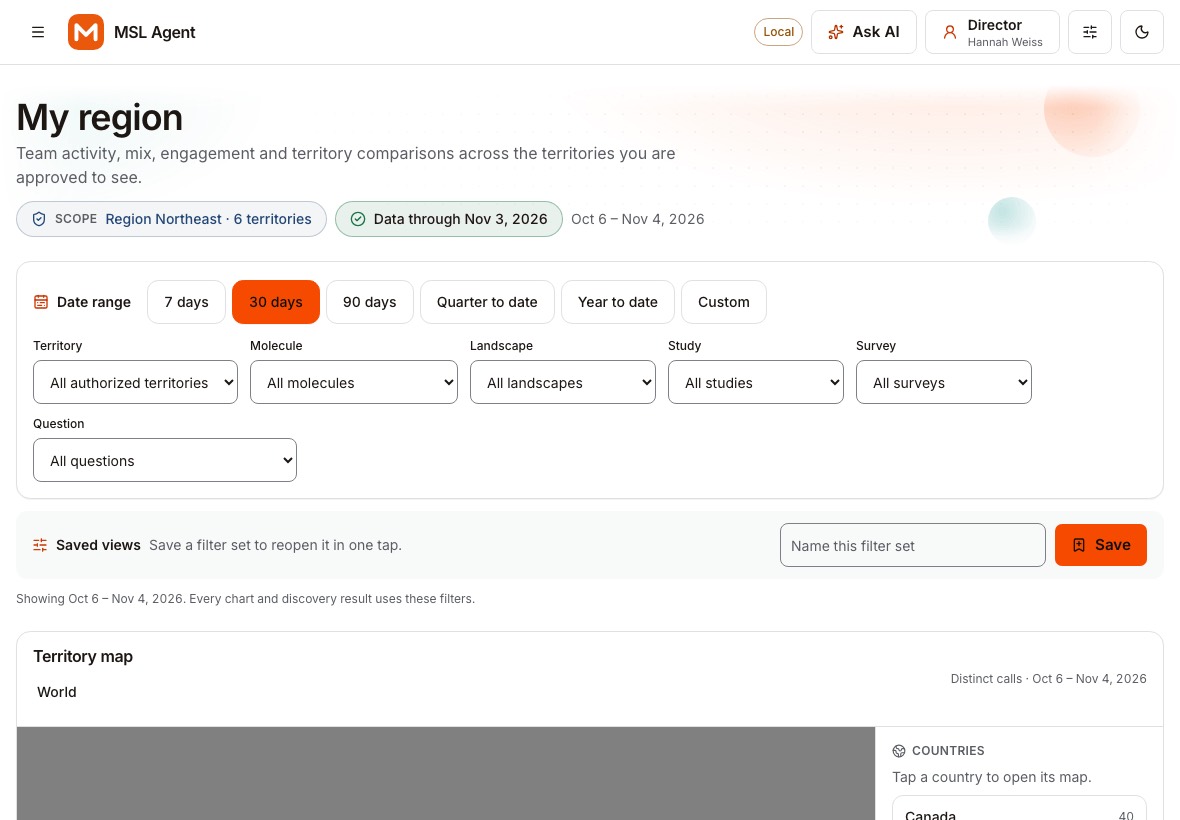 MSL Agent
Local
Ask AI
Director
Hannah Weiss
My region
Team activity, mix, engagement and territory comparisons across the territories you are
approved to see.
SCOPE Region Northeast · 6 territories
Data through Nov 3, 2026
Oct 6 – Nov 4, 2026
Date range
7 days
30 days
90 days
Quarter to date
Year to date
Custom
Territory
Molecule
Landscape
Study
Survey
All authorized territories
All molecules
All landscapes
All studies
All surveys
Question
All questions
Saved views Save a filter set to reopen it in one tap.
Name this filter set
Save
Showing Oct 6 – Nov 4, 2026. Every chart and discovery result uses these filters.
Territory map
World
Distinct calls · Oct 6 – Nov 4, 2026
COUNTRIES
Tap a country to open its map.
Canada 40